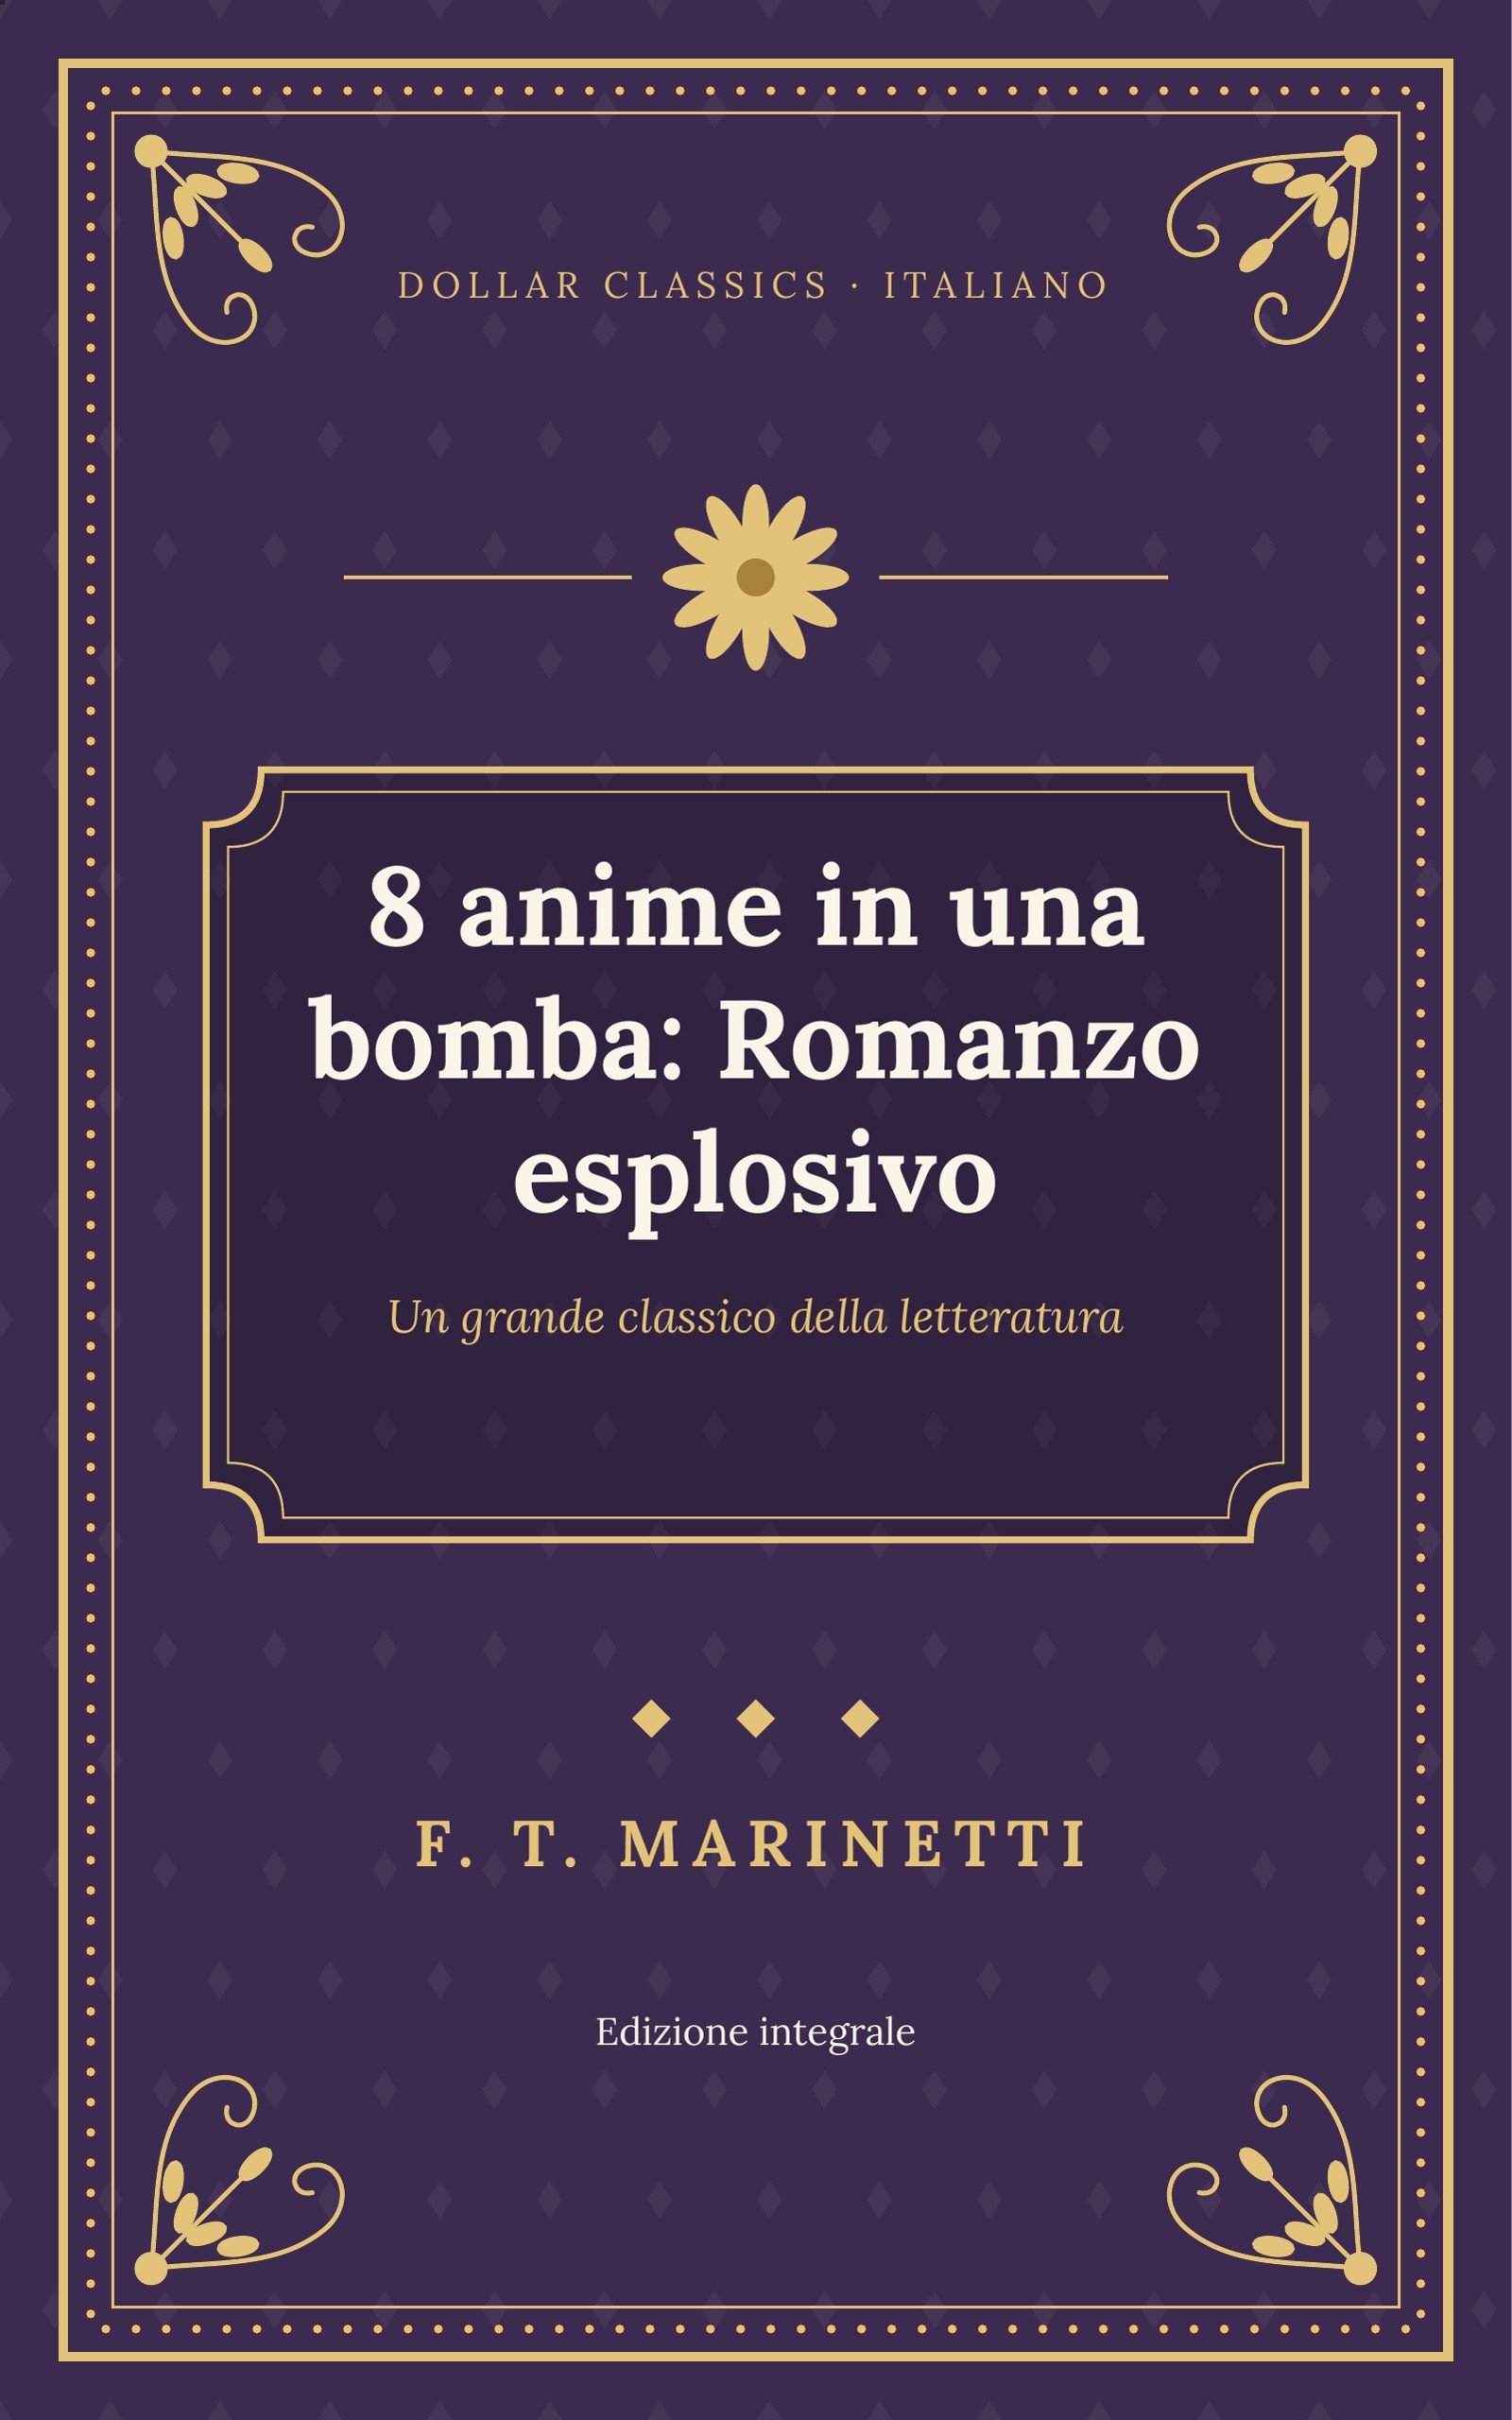 DOLLAR CLASSICS · ITALIANO
8 anime in una
bomba: Romanzo
esplosivo
Un grande classico della letteratura
F. T. MARINETTI
Edizione integrale